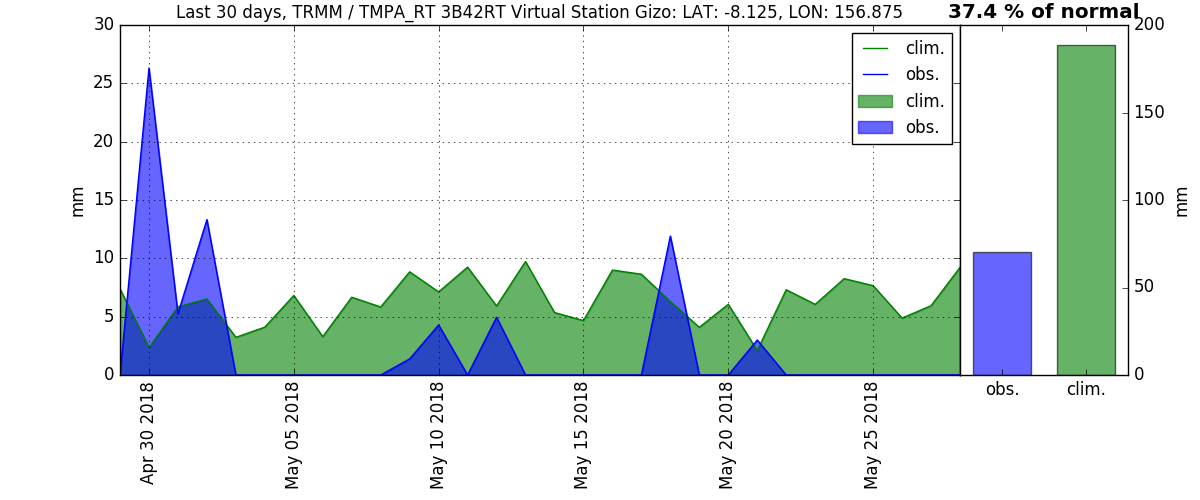 Last 30 days, TRMM / TMPA_RT 3B42RT Virtual Station Gizo: LAT: -8.125, LON: 156.875
37.4 % of normal
30
25
20
15
10
5
0
mm
clim.
obs.
clim.
obs.
200
150
100
50
0
mm
Apr 30 2018
May 05 2018
May 10 2018
May 15 2018
May 20 2018
May 25 2018
obs.
clim.